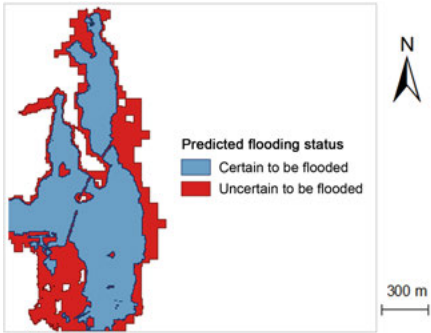 N
Predicted flooding status
Certain to be flooded
Uncertain to be flooded
300 m